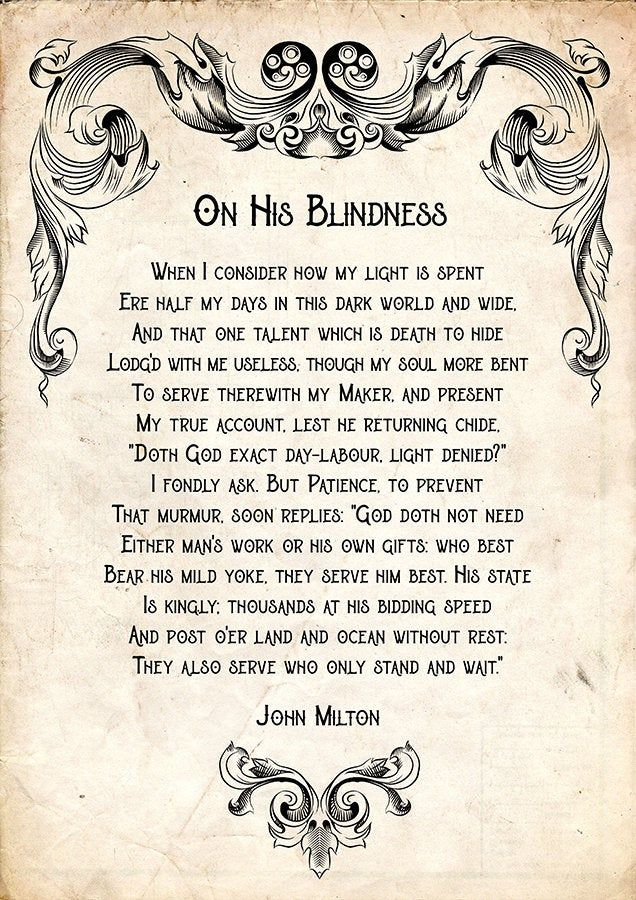 On His Blindness
When I consider how my light is spent
Ere half my days in this dark world and wide,
And that one talent which is death to hide
Lodg'd with me useless, though my soul more bent
To serve therewith my Maker, and present
My true account, lest he returning chide,
"Doth God exact day-labour, light denied?"
I fondly ask. But Patience, to prevent
That murmur, soon replies: "God doth not need
Either man's work or his own gifts: who best
Bear his mild yoke, they serve him best. His state
Is kingly; thousands at his bidding speed
And post o'er land and ocean without rest:
They also serve who only stand and wait."
John Milton